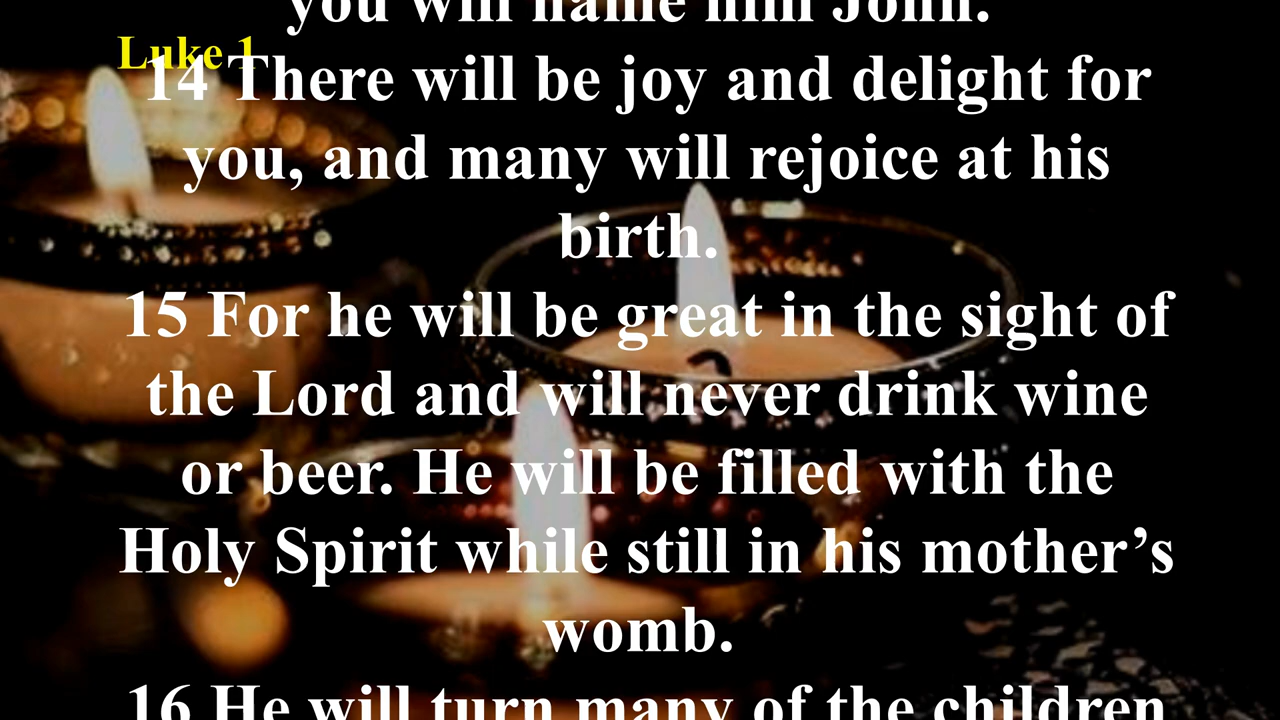 you will name him John.
Luke 1
14 There will be joy and delight for
you, and many will rejoice at his
birth.
15 For he will be great in the sight of
the Lord and will never drink wine
or beer. He will be filled with the
Holy Spirit while still in his mother’s
womb.
16 He will turn many of the children